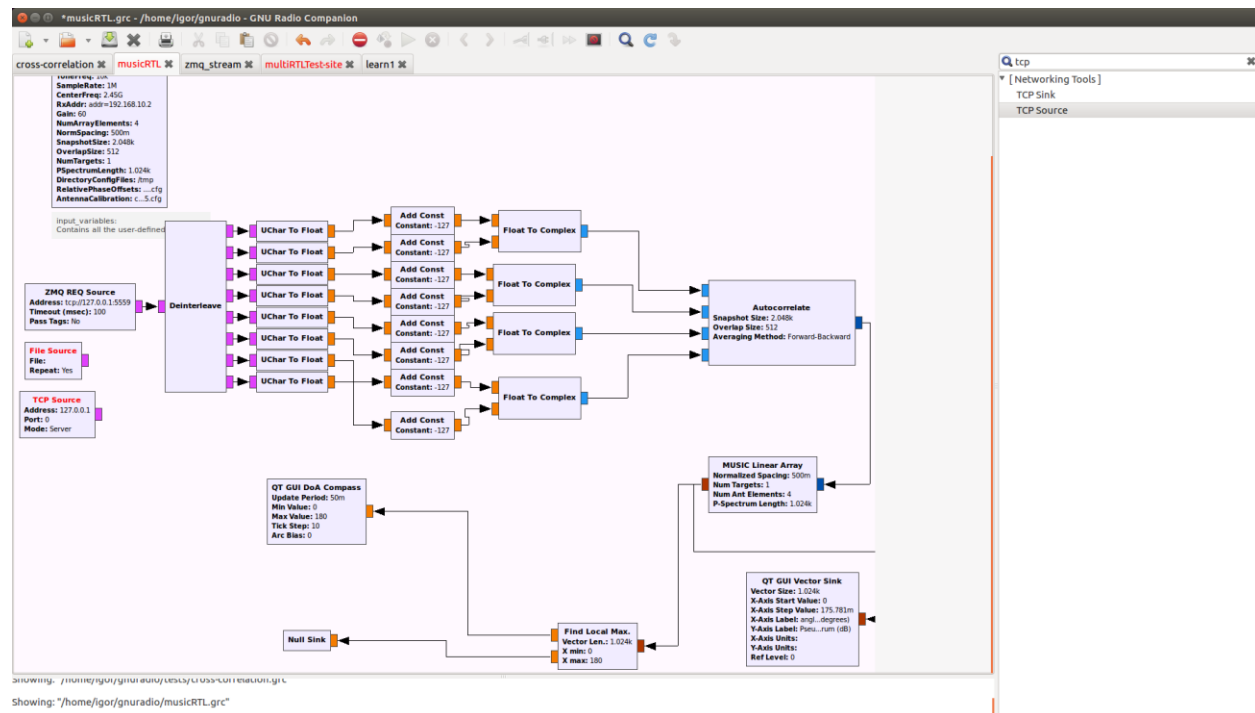 *musicRTL.grc - /home/igor/gnuradio - GNU Radio Companion
cross-correlation musicRTL zmq_stream multiRTLTest-site learn1
tcp
[ Networking Tools ]
TCP Sink
TCP Source
SampleRate: 1M
CenterFreq: 2.45G
RxAddr: addr=192.168.10.2
Gain: 60
NumArrayElements: 4
NormSpacing: 500m
SnapshotSize: 2.048k
OverlapSize: 512
NumTargets: 1
PSpectrumLength: 1.024k
DirectoryConfigFiles: /tmp
RelativePhaseOffsets: ....cfg
AntennaCalibration: c...5.cfg
input_variables:
Contains all the user-defined
ZMQ REQ Source
Address: tcp://127.0.0.1:5559
Timeout (msec): 100
Pass Tags: No
File Source
File:
Repeat: Yes
TCP Source
Address: 127.0.0.1
Port: 0
Mode: Server
Deinterleave
UChar To Float
UChar To Float
UChar To Float
UChar To Float
UChar To Float
UChar To Float
UChar To Float
UChar To Float
Add Const
Constant: -127
Add Const
Constant: -127
Add Const
Constant: -127
Add Const
Constant: -127
Add Const
Constant: -127
Add Const
Constant: -127
Add Const
Constant: -127
Add Const
Constant: -127
Float To Complex
Float To Complex
Float To Complex
Float To Complex
Autocorrelate
Snapshot Size: 2.048k
Overlap Size: 512
Averaging Method: Forward-Backward
MUSIC Linear Array
Normalized Spacing: 500m
Num Targets: 1
Num Ant Elements: 4
P-Spectrum Length: 1.024k
QT GUI DoA Compass
Update Period: 50m
Min Value: 0
Max Value: 180
Tick Step: 10
Arc Bias: 0
QT GUI Vector Sink
Vector Size: 1.024k
X-Axis Start Value: 0
X-Axis Step Value: 175.781m
X-Axis Label: angl...degrees)
Y-Axis Label: Pseu...rum (dB)
X-Axis Units:
Y-Axis Units:
Ref Level: 0
Null Sink
Find Local Max.
Vector Len.: 1.024k
X min: 0
X max: 180
Showing: "/home/igor/gnuradio/tests/cross-correlation.grc"
Showing: "/home/igor/gnuradio/musicRTL.grc"